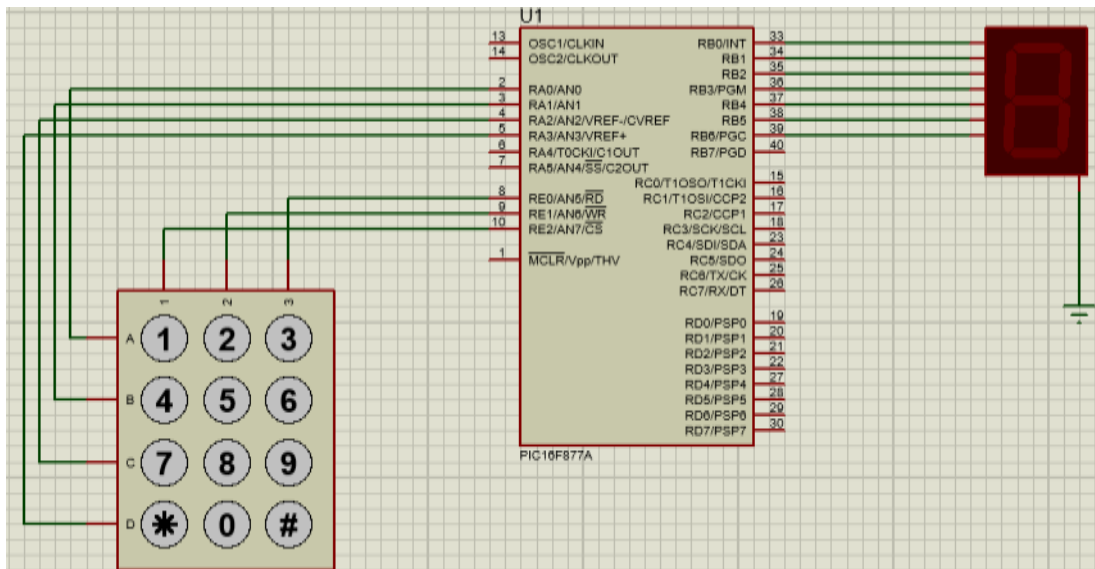 U1
13 OSC1/CLKIN RB0/INT 33
14 OSC2/CLKOUT RB1 34
RB2 35
2 RA0/AN0 RB3/PGM 36
3 RA1/AN1 RB4 37
4 RA2/AN2/VREF-/CVREF RB5 38
5 RA3/AN3/VREF+ RB6/PGC 39
6 RA4/T0CKI/C1OUT RB7/PGD 40
7 RA5/AN4/SS/C2OUT
RC0/T1OSO/T1CKI 15
8 RE0/AN5/RD RC1/T1OSI/CCP2 16
9 RE1/AN6/WR RC2/CCP1 17
10 RE2/AN7/CS RC3/SCK/SCL 18
RC4/SDI/SDA 23
1 MCLR/Vpp/THV RC5/SDO 24
RC6/TX/CK 25
RC7/RX/DT 26
RD0/PSP0 19
RD1/PSP1 20
RD2/PSP2 21
RD3/PSP3 22
RD4/PSP4 27
RD5/PSP5 28
RD6/PSP6 29
RD7/PSP7 30
PIC16F877A
1 2 3
A 1 2 3
B 4 5 6
C 7 8 9
D * 0 #